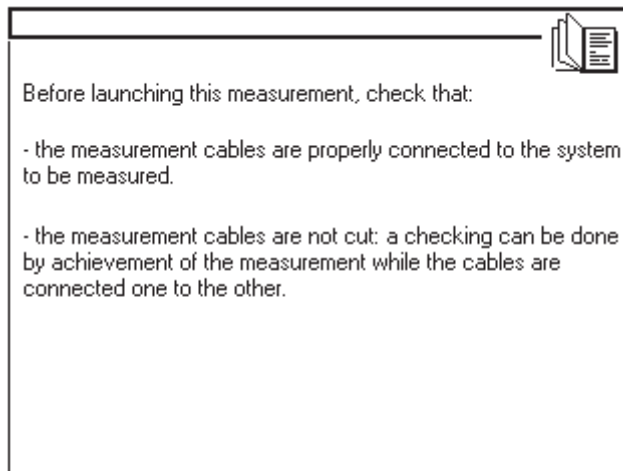 Before launching this measurement, check that:
- the measurement cables are properly connected to the system
to be measured.
- the measurement cables are not cut: a checking can be done
by achievement of the measurement while the cables are
connected one to the other.